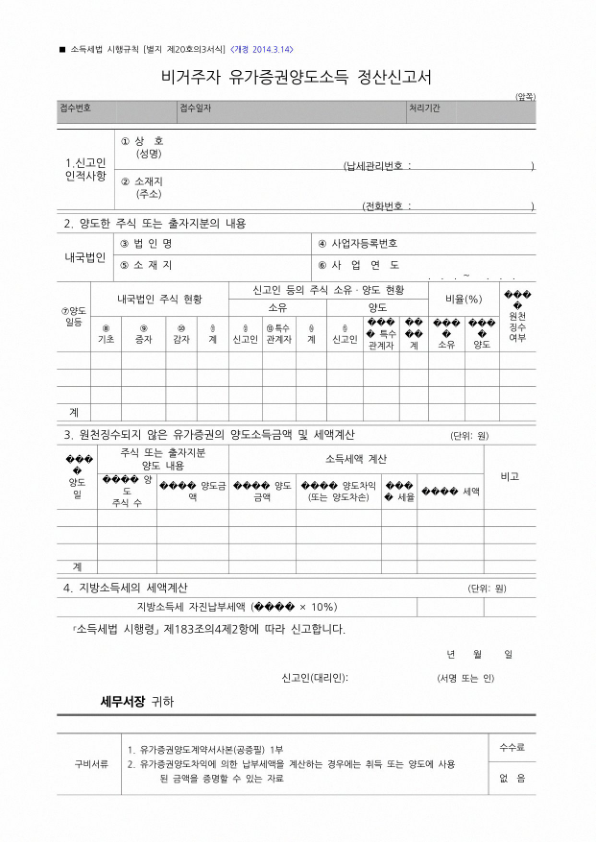 ■ 소득세법 시행규칙 [별지 제20호의3서식] <개정 2014.3.14>
비거주자 유가증권양도소득 정산신고서
(앞쪽)
접수번호 접수일자 처리기간
1.신고인
인적사항
① 상 호
(성명)
(납세관리번호 : )
② 소재지
(주소)
(전화번호 : )
2. 양도한 주식 또는 출자지분의 내용
내국법인
③ 법 인 명 ④ 사업자등록번호
⑤ 소 재 지 ⑥ 사 업 연 도
. . . ~ . . .
⑦양도
일등
내국법인 주식 현황
신고인 등의 주식 소유ㆍ양도 현황
소유 양도
비율(%)
����
원천
징수
여부
⑧
기초
⑨
증자
⑩
감자
계
신고인
특수
관계자
계
신고인
���� 특수
관계자
����
계
����
소유
����
양도
계
3. 원천징수되지 않은 유가증권의 양도소득금액 및 세액계산 (단위: 원)
����
양도
일
주식 또는 출자지분
양도 내용
소득세액 계산
비고
���� 양
도
주식 수
���� 양도금
액
���� 양도
금액
���� 양도차익
(또는 양도차손)
���� 세율
���� 세액
계
4. 지방소득세의 세액계산 (단위: 원)
지방소득세 자진납부세액 (���� × 10%)
「소득세법 시행령」 제183조의4제2항에 따라 신고합니다.
년 월 일
신고인(대리인): (서명 또는 인)
세무서장 귀하
구비서류
1. 유가증권양도계약서사본(공증필) 1부
2. 유가증권양도차익에 의한 납부세액을 계산하는 경우에는 취득 또는 양도에 사용
된 금액을 증명할 수 있는 자료
수수료
없 음